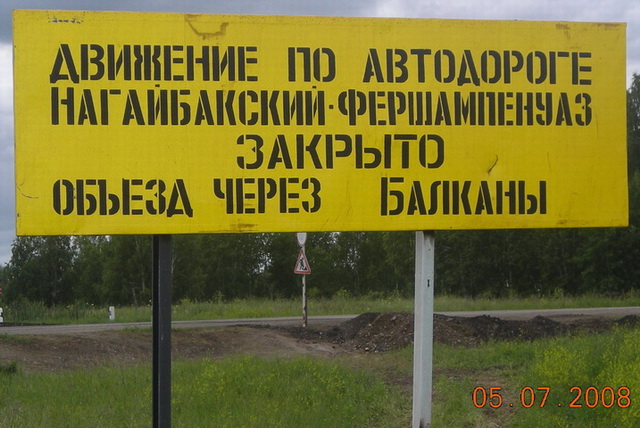 ДВИЖЕНИЕ ПО АВТОДОРОГЕ
НАГАЙБАКСКИЙ-ФЕРШАМПЕНУАЗ
ЗАКРЫТО
ОБЪЕЗД ЧЕРЕЗ БАЛКАНЫ
05.07.2008